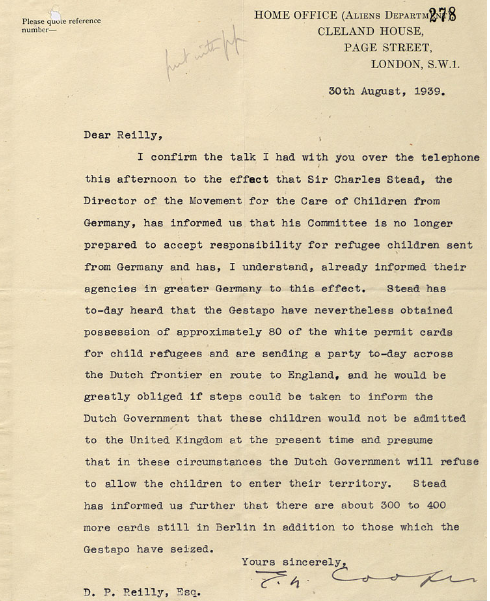 Please quote reference
number—
HOME OFFICE (Aliens Department)
278
CLELAND HOUSE,
PAGE STREET,
LONDON, S.W.1.
put with pp
30th August, 1939.
Dear Reilly,
I confirm the talk I had with you over the telephone
this afternoon to the effect that Sir Charles Stead, the
Director of the Movement for the Care of Children from
Germany, has informed us that his Committee is no longer
prepared to accept responsibility for refugee children sent
from Germany and has, I understand, already informed their
agencies in greater Germany to this effect. Stead has
to-day heard that the Gestapo have nevertheless obtained
possession of approximately 80 of the white permit cards
for child refugees and are sending a party to-day across
the Dutch frontier en route to England, and he would be
greatly obliged if steps could be taken to inform the
Dutch Government that these children would not be admitted
to the United Kingdom at the present time and presume
that in these circumstances the Dutch Government will refuse
to allow the children to enter their territory. Stead
has informed us further that there are about 300 to 400
more cards still in Berlin in addition to those which the
Gestapo have seized.
Yours sincerely,
E. N. Cooper
D. P. Reilly, Esq.